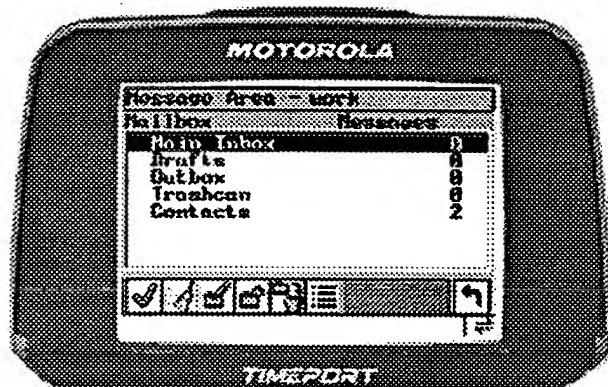 MOTOROLA
Message Area - work
Mailbox Messages
Main Inbox 0
Drafts 0
Outbox 0
Trashcan 0
Contacts 2
TIMEPORT